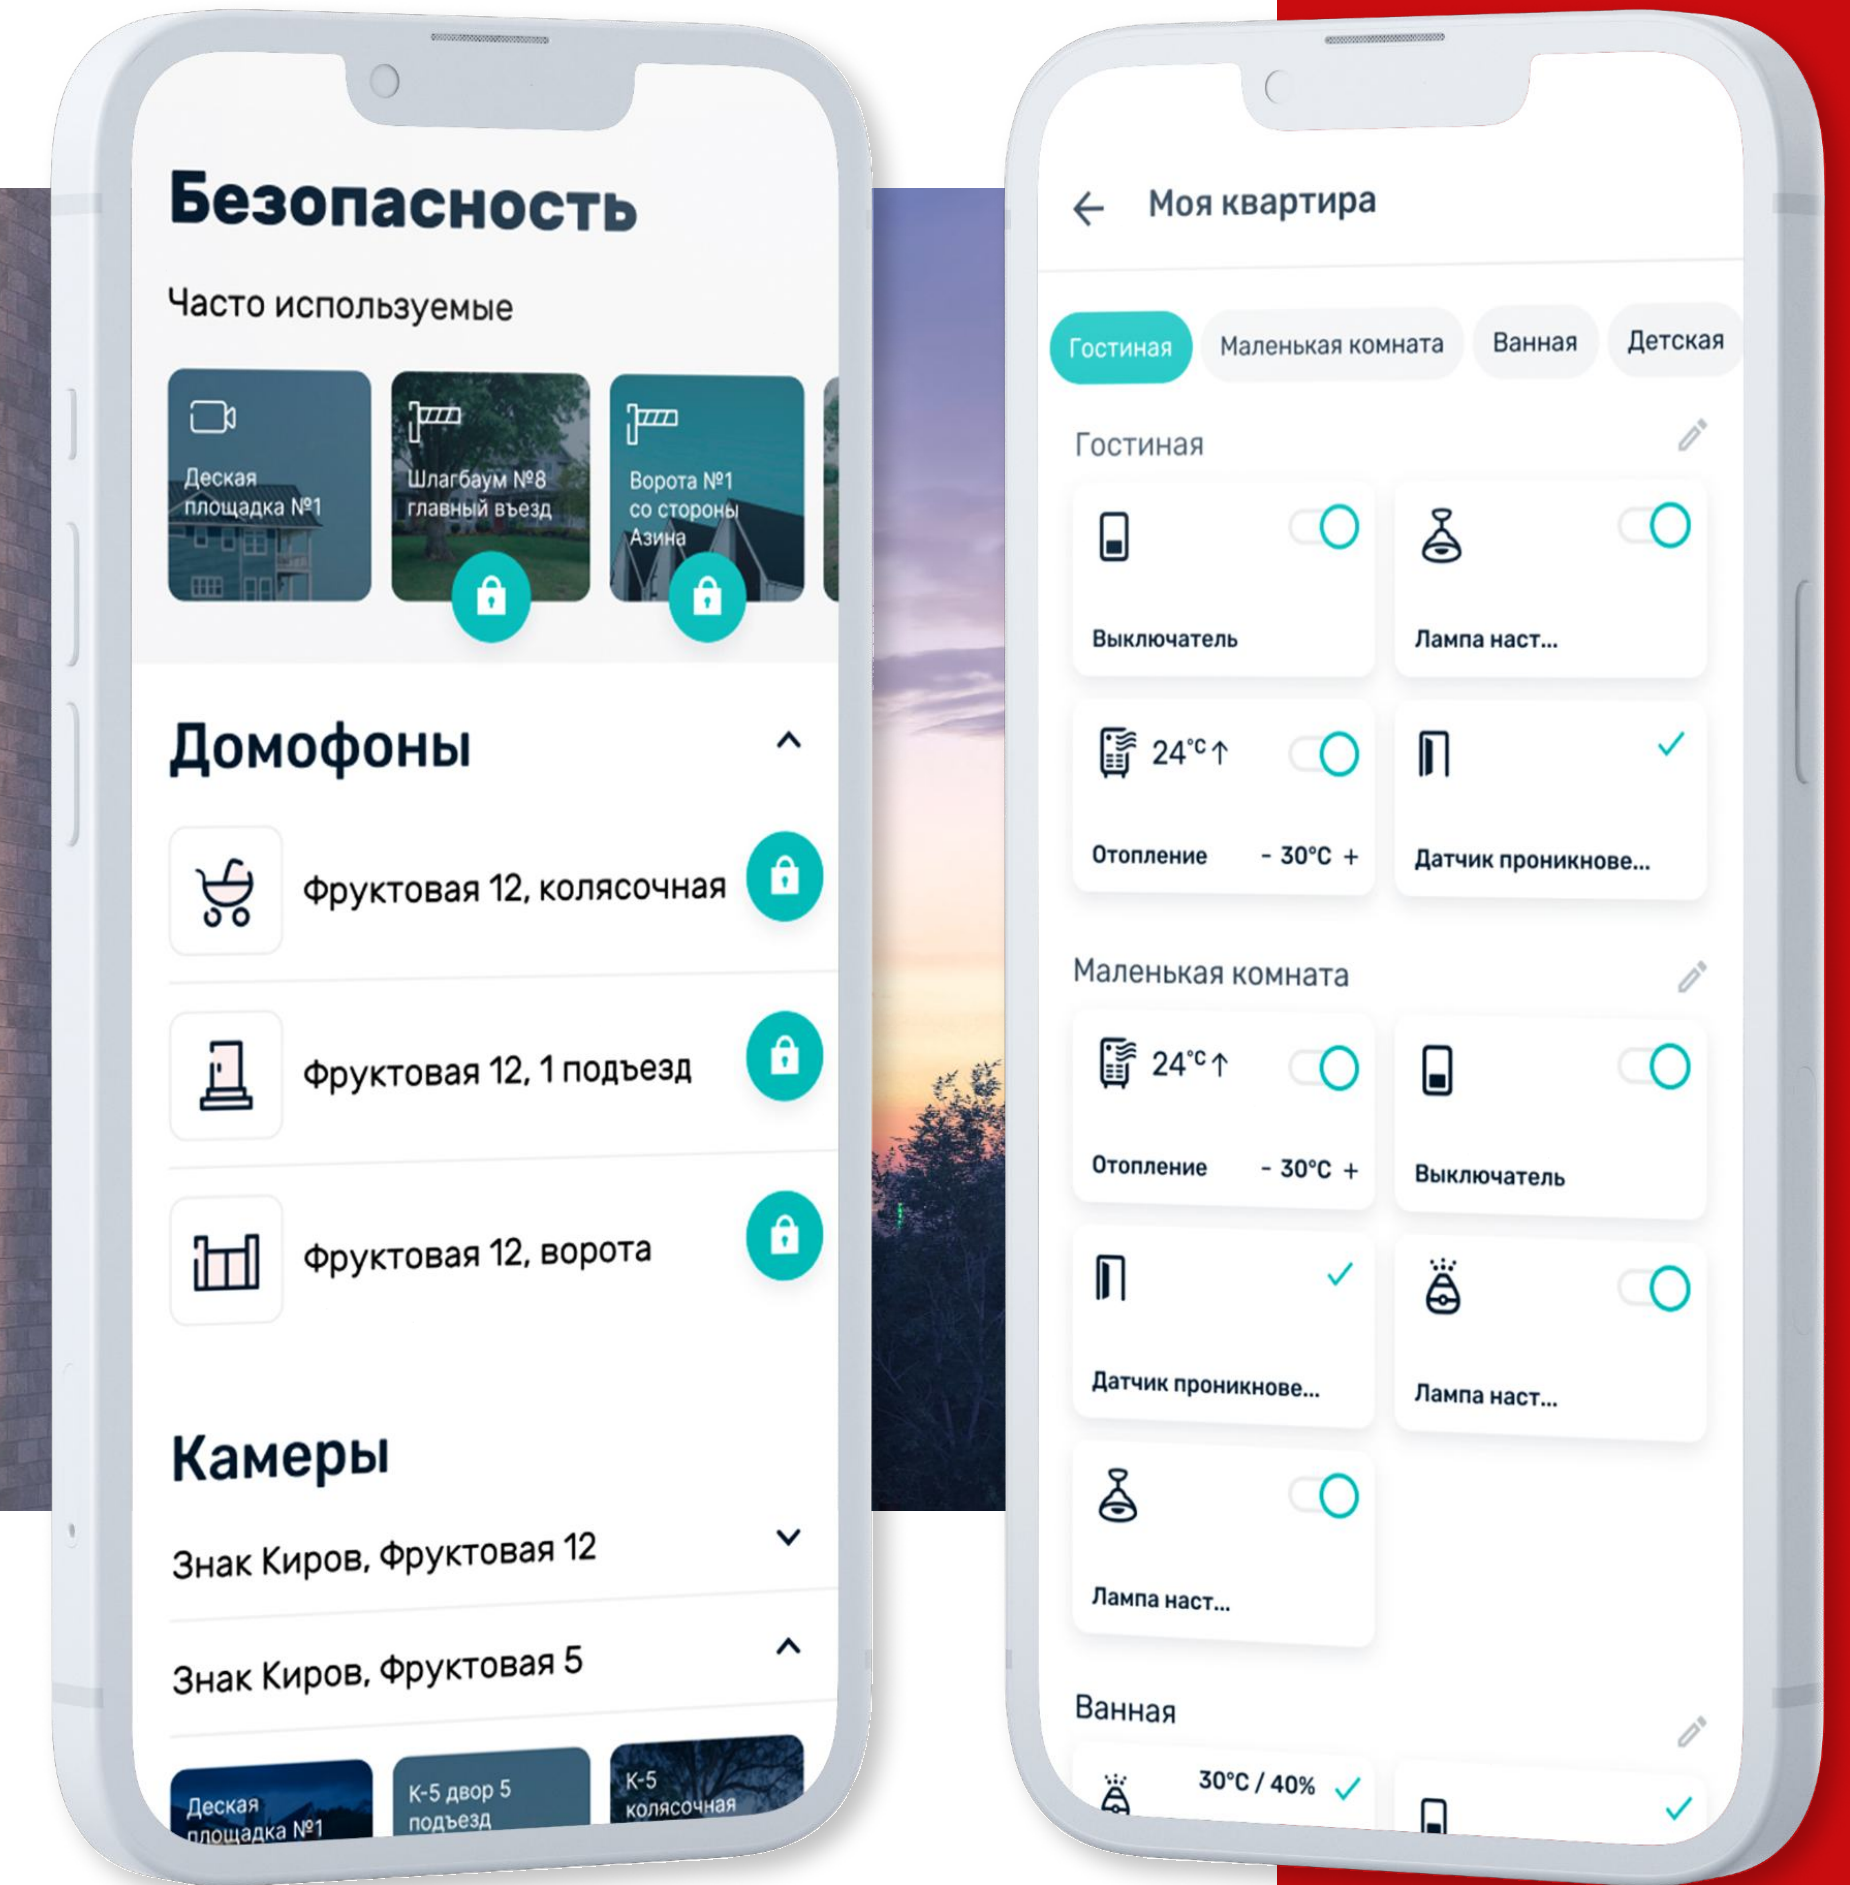 Безопасность
Часто используемые
Деская
площадка №1
Шлагбаум №8
главный въезд
Ворота №1
со стороны
Азина
Домофоны
Фруктовая 12, колясочная
Фруктовая 12, 1 подъезд
Фруктовая 12, ворота
Камеры
Знак Киров, Фруктовая 12
Знак Киров, Фруктовая 5
Деская
площадка №1
К-5 двор 5
подъезд
К-5
колясочная
Моя квартира
Гостиная
Маленькая комната
Ванная
Детская
Гостиная
Выключатель
Лампа наст...
24°C↑
Отопление - 30°C +
Датчик проникнове...
Маленькая комната
24°C↑
Отопление - 30°C +
Выключатель
Датчик проникнове...
Лампа наст...
Лампа наст...
Ванная
30°C / 40%